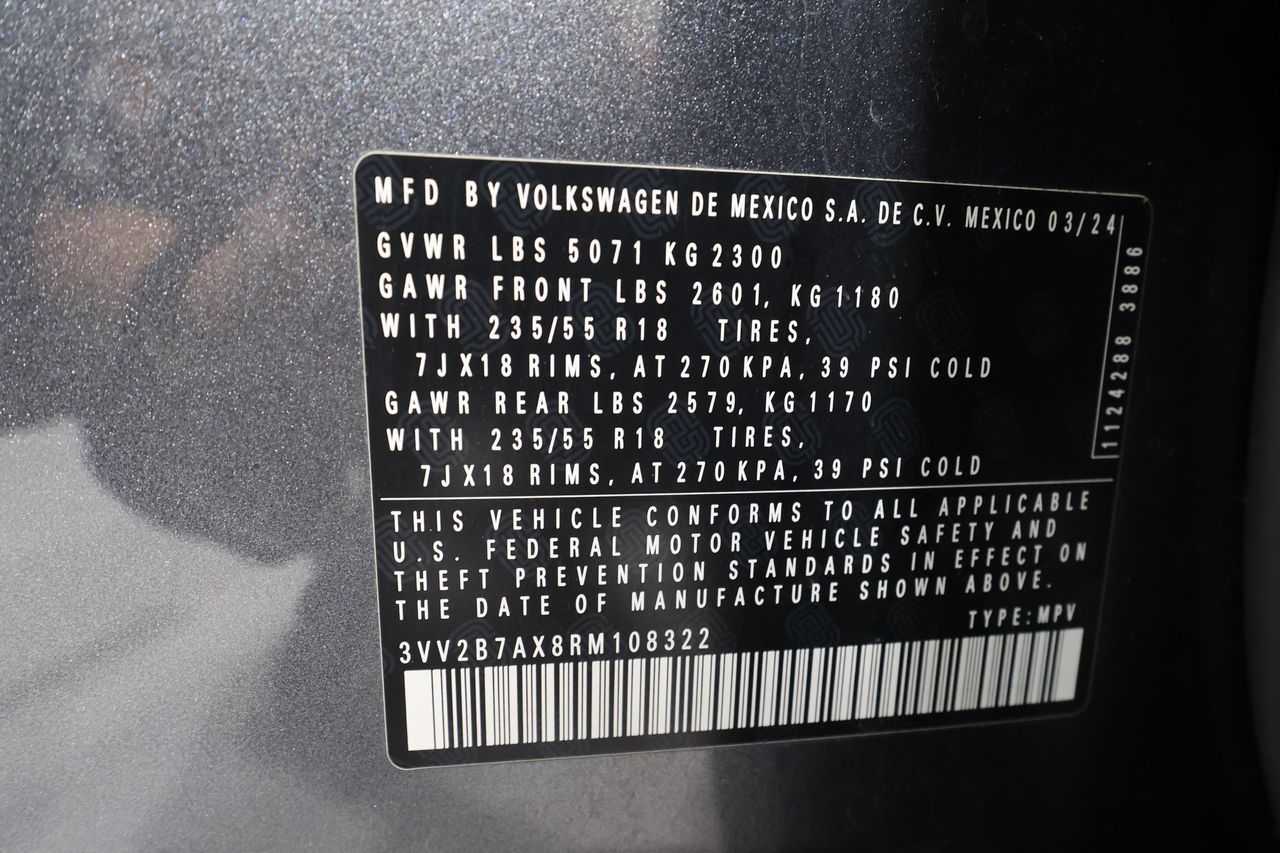 MFD BY VOLKSWAGEN DE MEXICO S.A. DE C.V. MEXICO 03/24
GVWR LBS 5071 KG 2300
GAWR FRONT LBS 2601, KG 1180
WITH 235/55 R18 TIRES,
7JX18 RIMS, AT 270 KPA, 39 PSI COLD
GAWR REAR LBS 2579, KG 1170
WITH 235/55 R18 TIRES,
7JX18 RIMS, AT 270 KPA, 39 PSI COLD
1124288 3886
THIS VEHICLE CONFORMS TO ALL APPLICABLE
U.S. FEDERAL MOTOR VEHICLE SAFETY AND
THEFT PREVENTION STANDARDS IN EFFECT ON
THE DATE OF MANUFACTURE SHOWN ABOVE.
TYPE: MPV
3VV2B7AX8RM108322